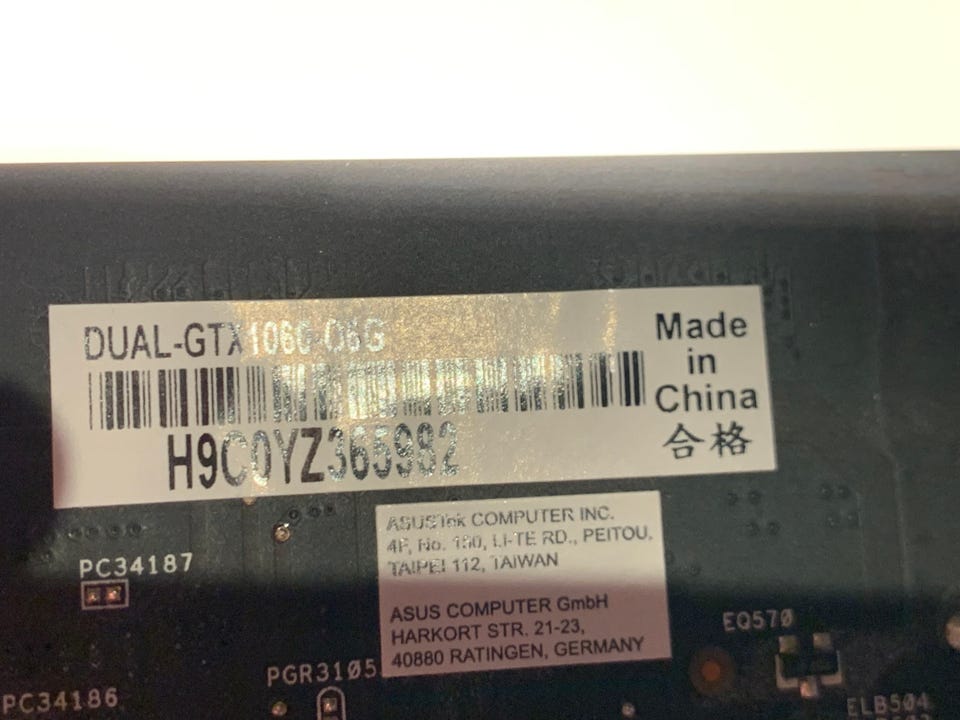 DUAL-GTX1060-O6G
H9C0YZ365982
Made
in
China
合格
ASUSTek COMPUTER INC.
4F, No. 150, LI-TE RD., PEITOU,
TAIPEI 112, TAIWAN
ASUS COMPUTER GmbH
HARKORT STR. 21-23,
40880 RATINGEN, GERMANY
PC34187
EQ570
PGR3105
PC34186
ELB504